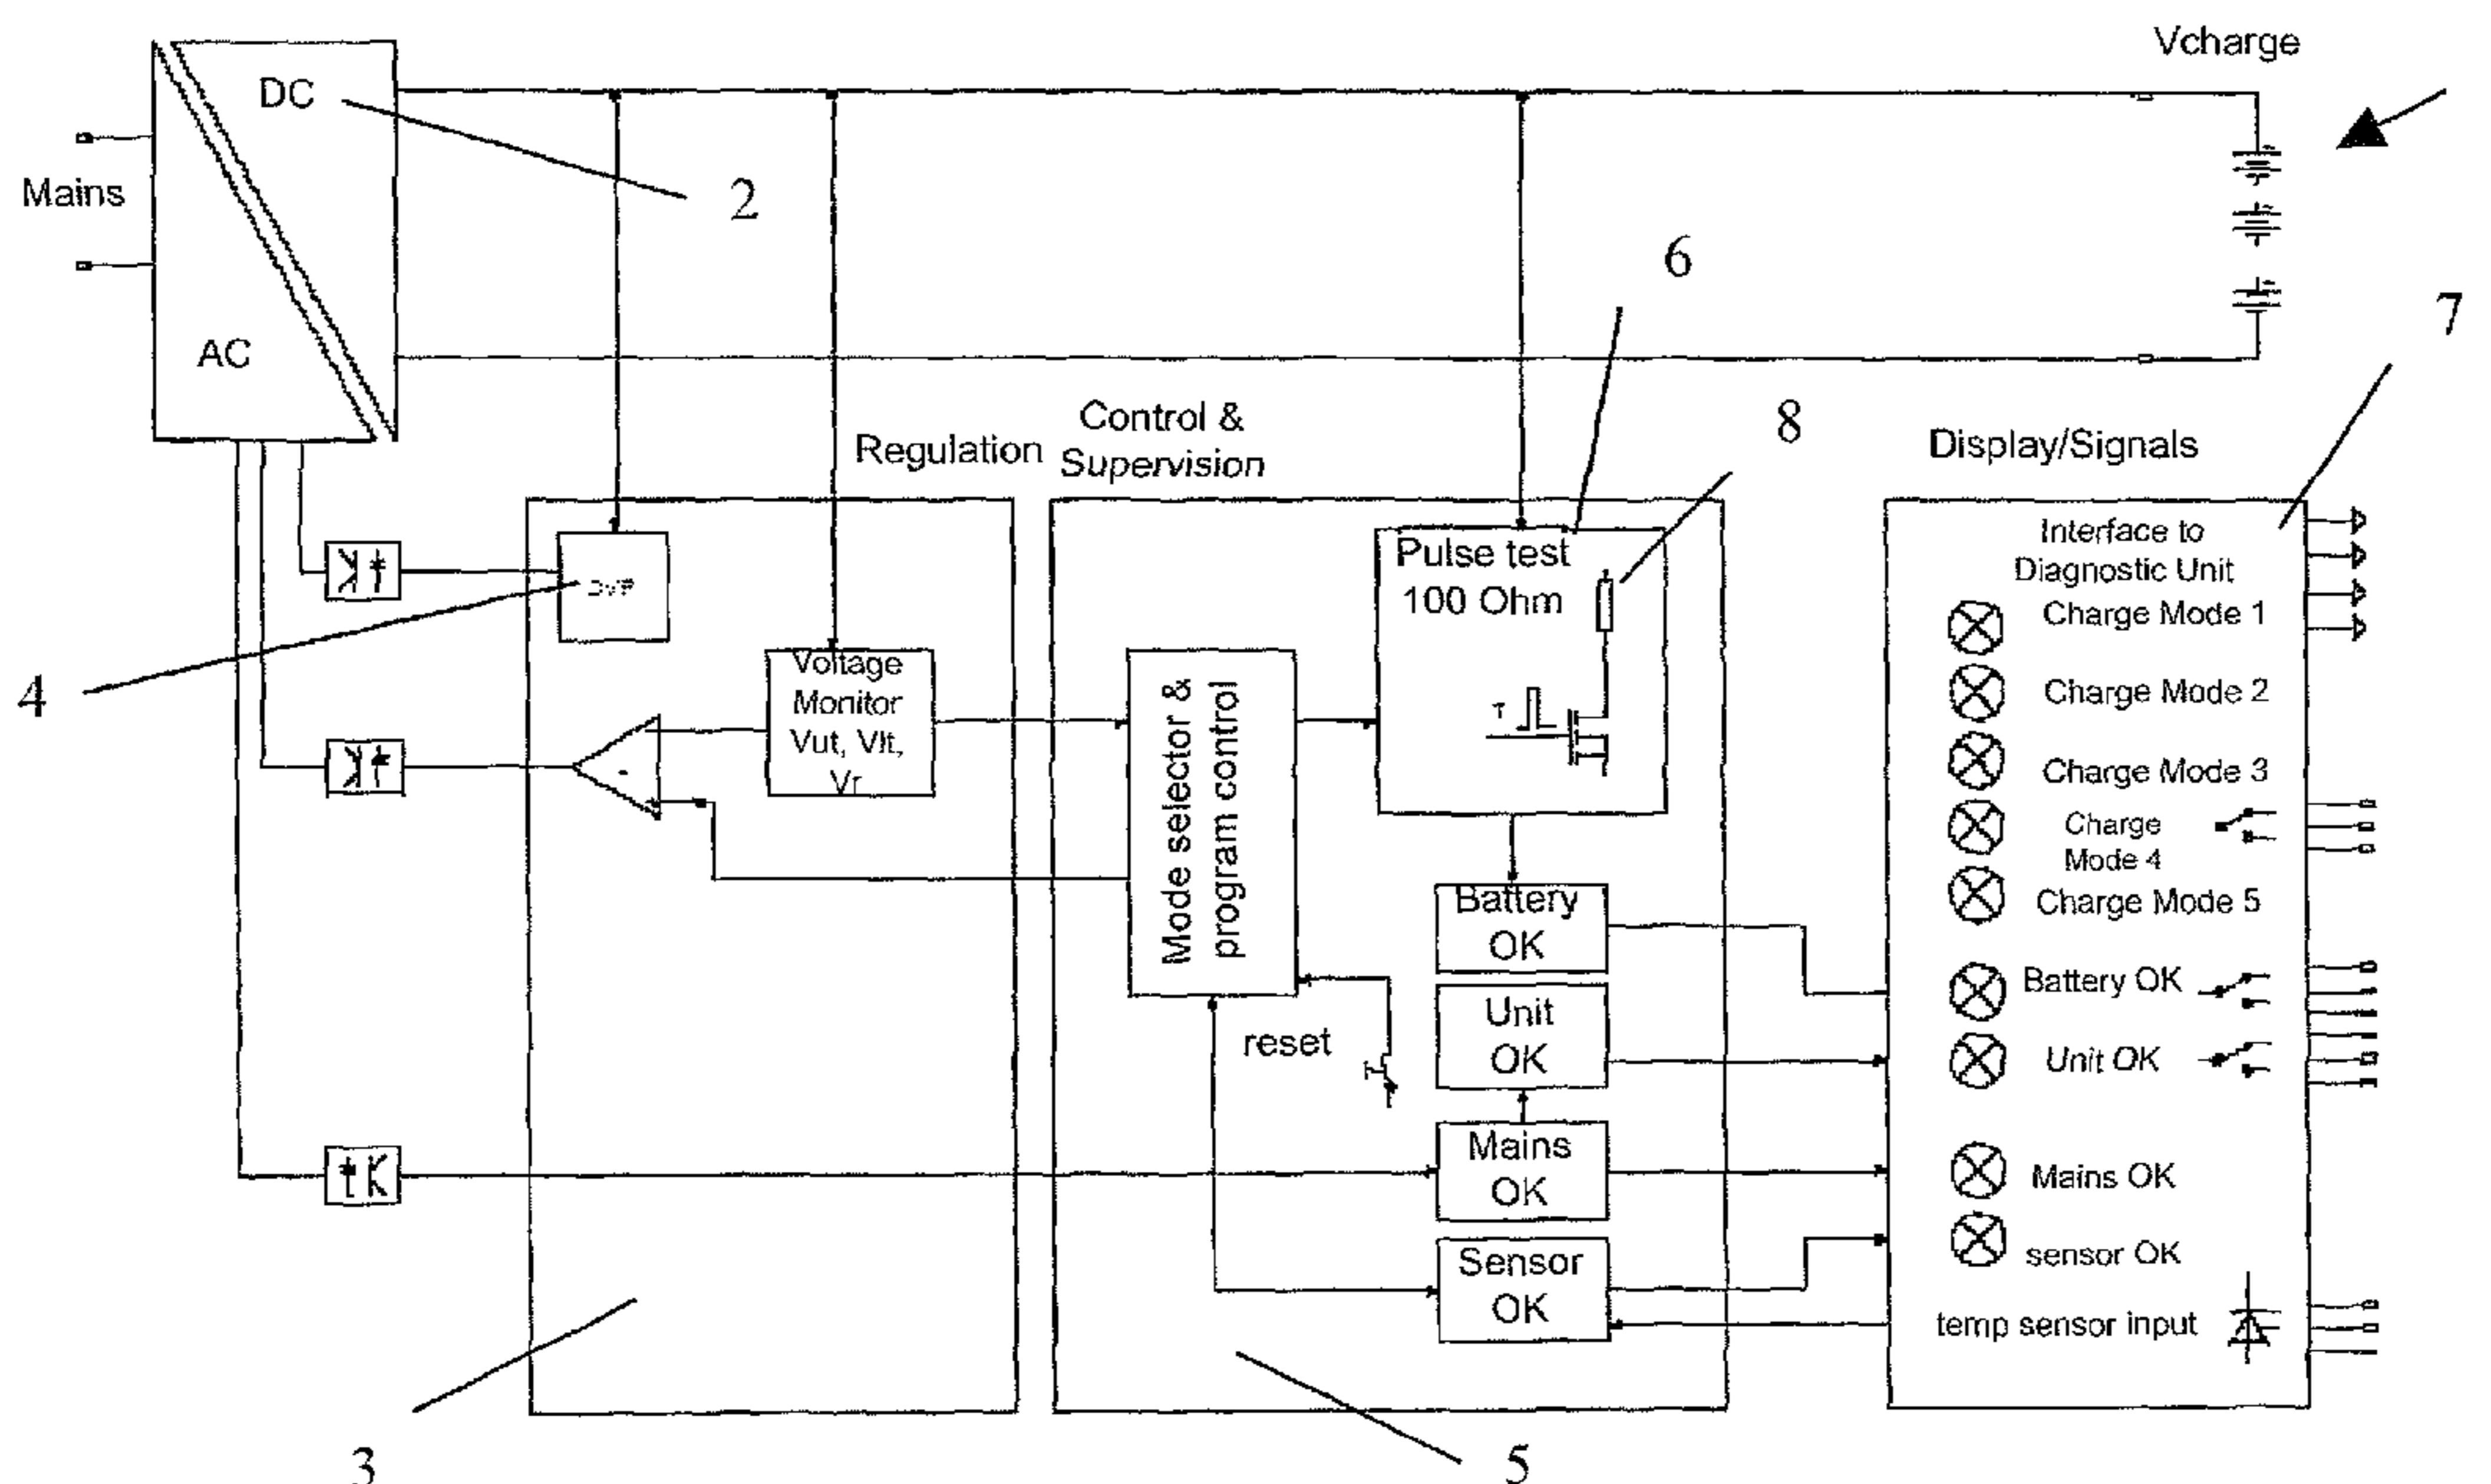 Vcharge
DC
Mains
2
6
7
AC
Control &
Supervision
Regulation
8
Display/Signals
Pulse test
100 Ohm
Interface to
Diagnostic Unit
Charge Mode 1
4
Voltage
Monitor
Vut, Vlt,
Vr
Mode selector &
program control
T
Charge Mode 2
Charge Mode 3
Charge
Mode 4
Charge Mode 5
Battery
OK
Battery OK
reset
Unit
OK
Unit OK
Mains
OK
Mains OK
Sensor
OK
sensor OK
temp sensor input
3
5